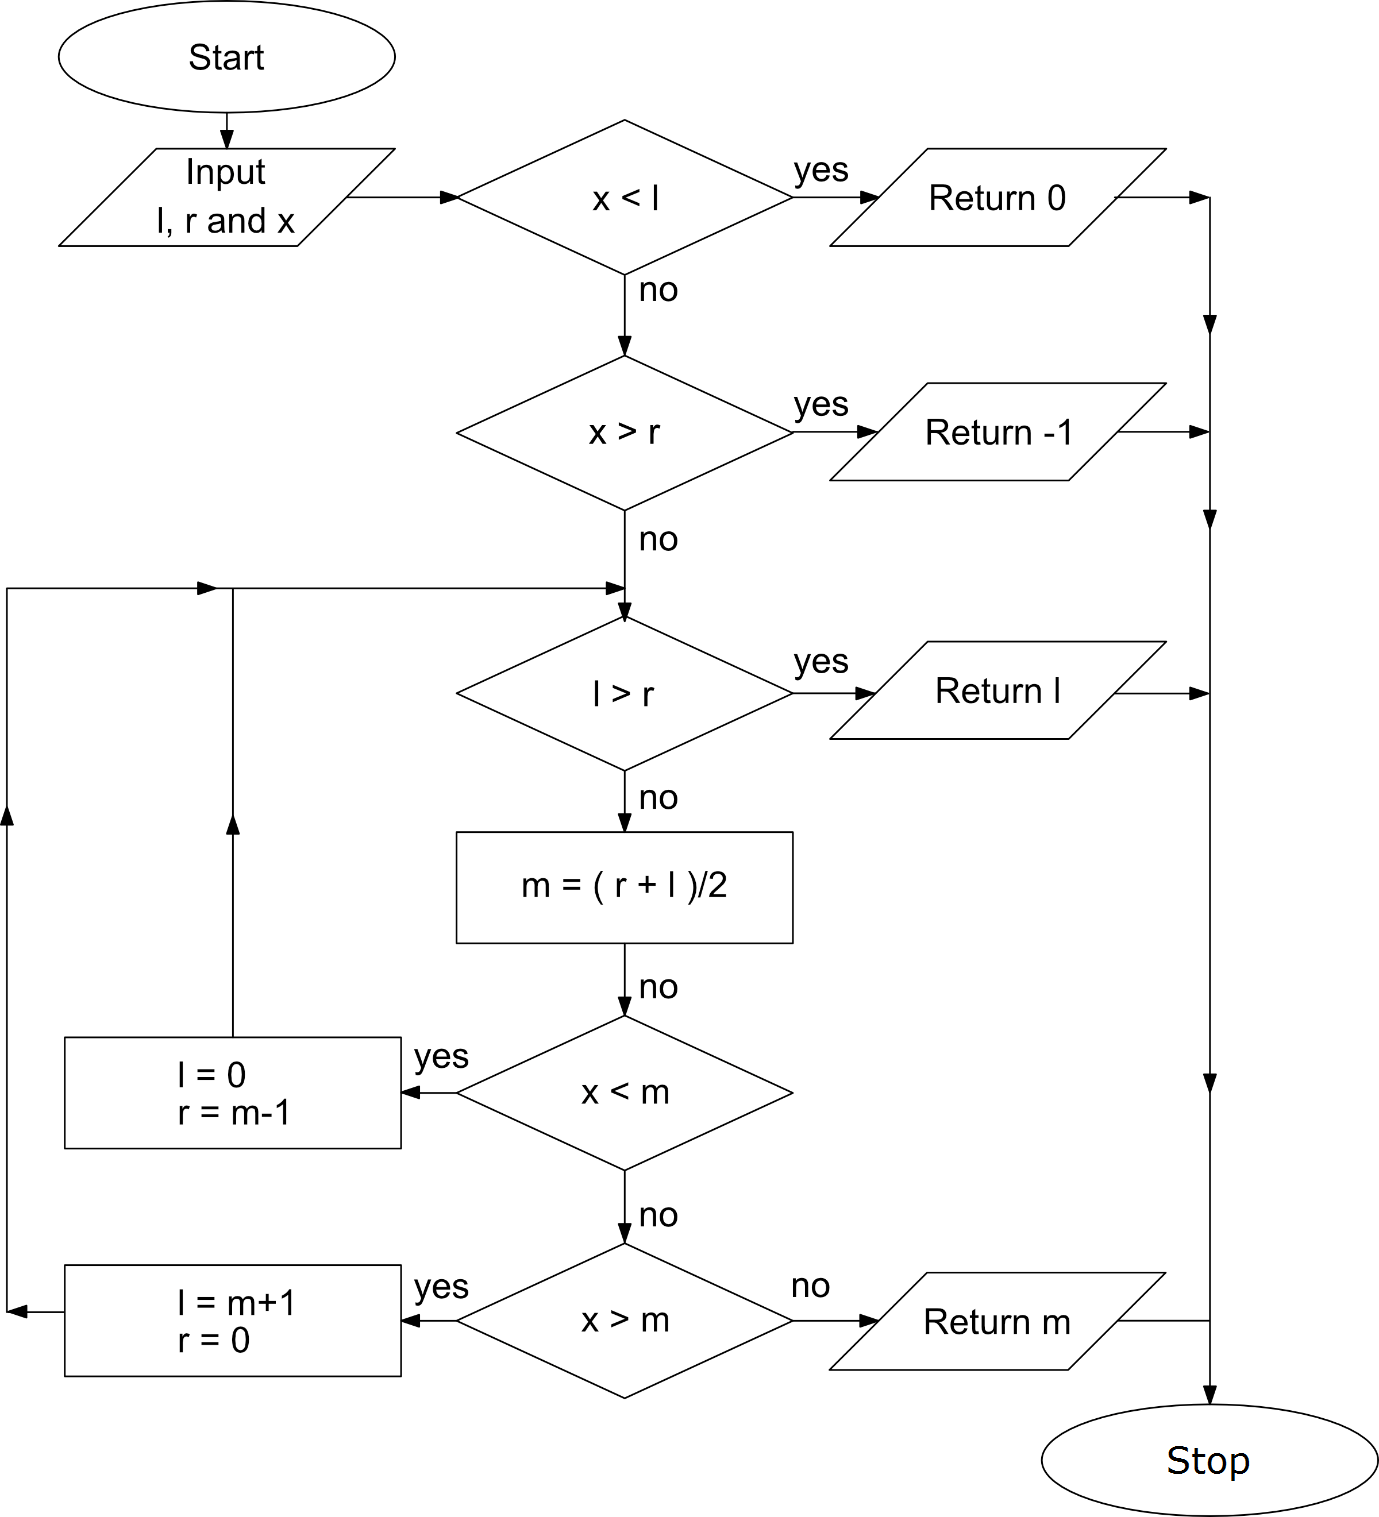 Start
Input
l, r and x
x < l
yes
Return 0
no
x > r
yes
Return -1
no
l > r
yes
Return l
no
m = ( r + l )/2
no
x < m
yes
l = 0
r = m-1
no
x > m
yes
l = m+1
r = 0
no
Return m
Stop